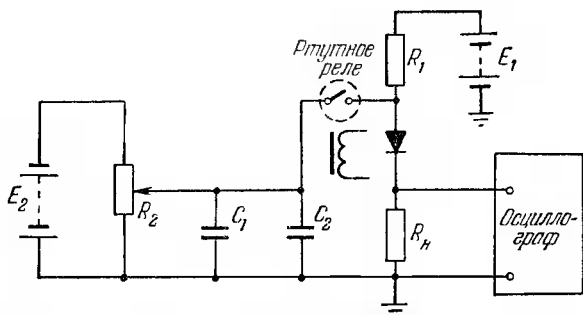 Ртутное
реле
R₁
E₁
E₂
R₂
C₁
C₂
Rн
Осцилло-
граф